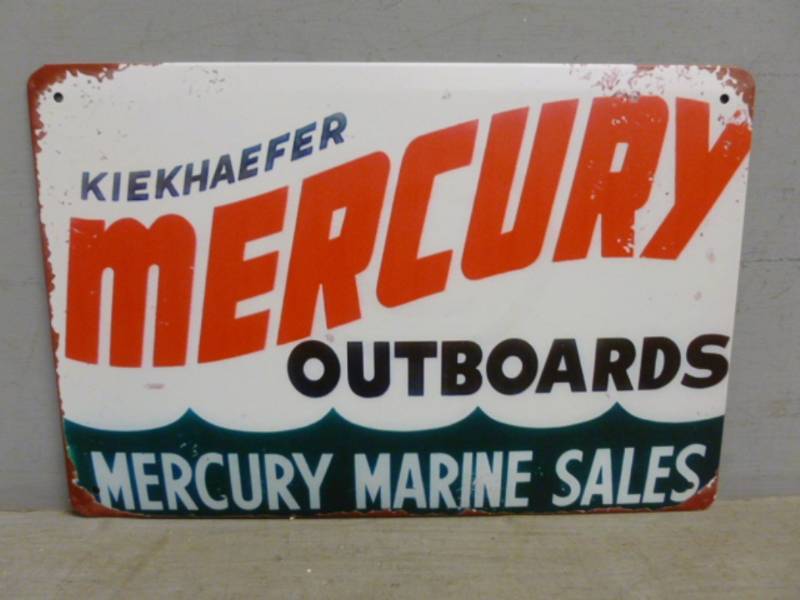 KIEKHAEFER
MERCURY
OUTBOARDS
MERCURY MARINE SALES